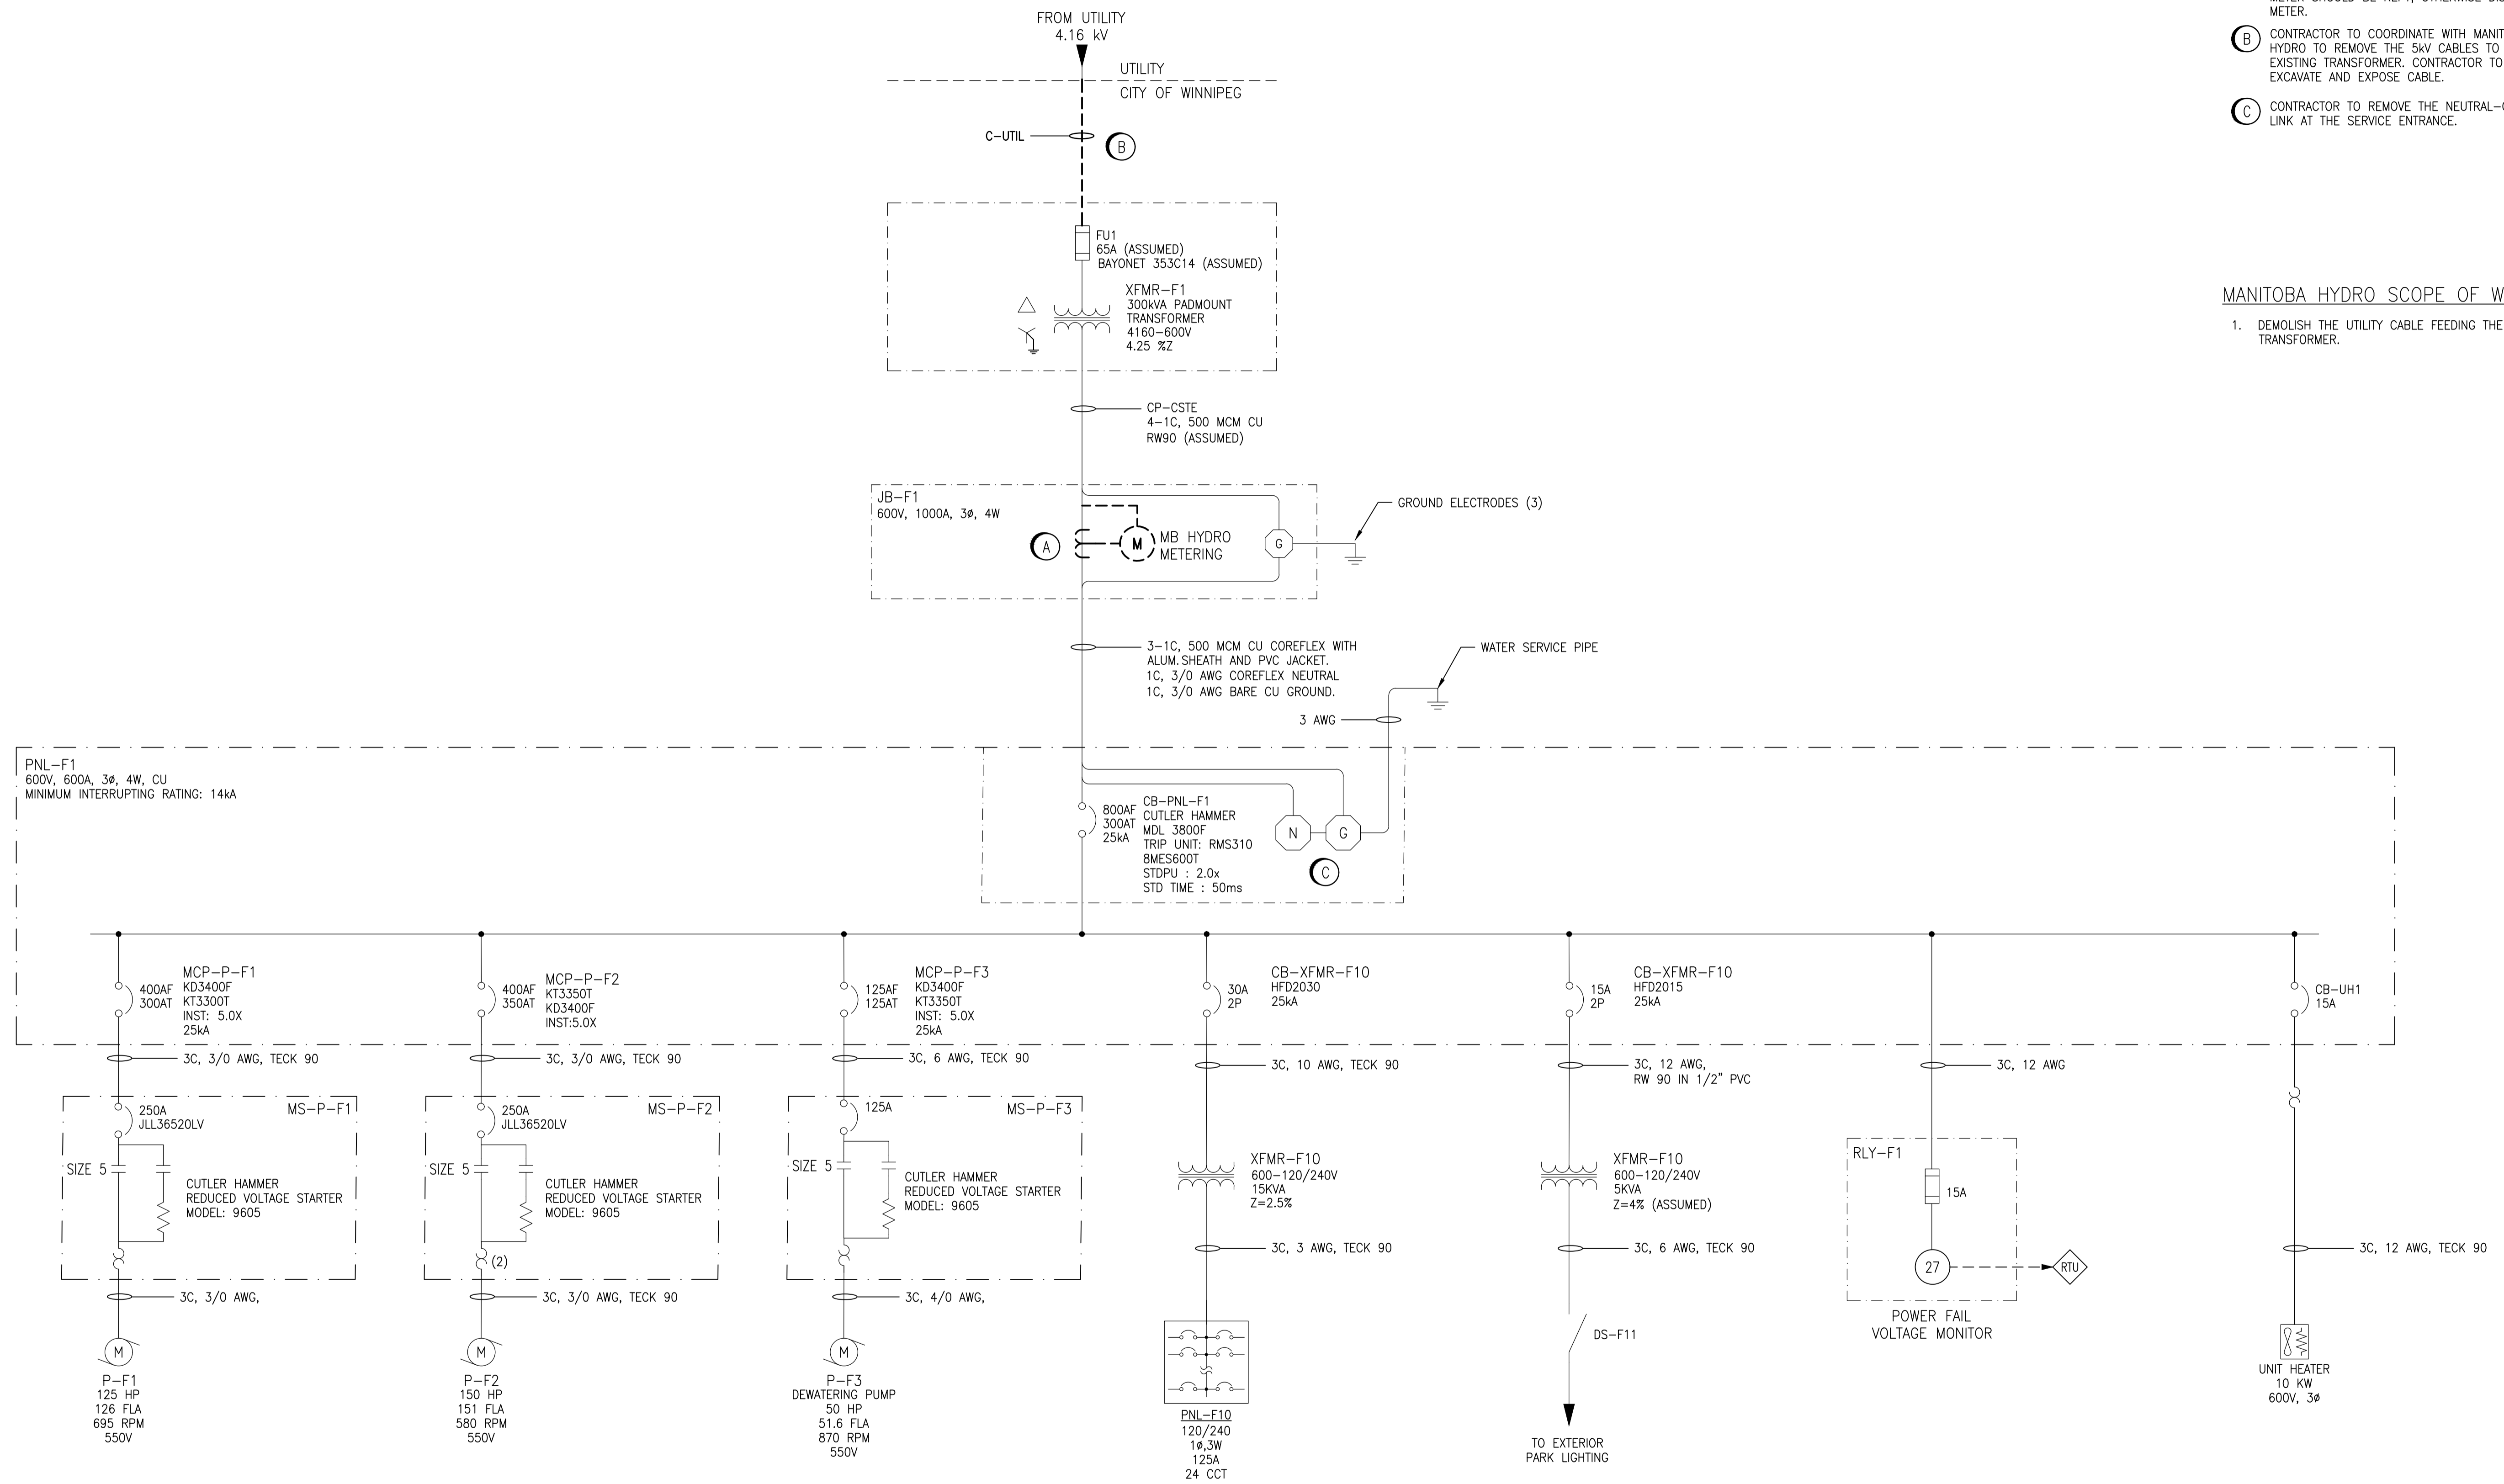 FROM UTILITY
4.16 kV
UTILITY
CITY OF WINNIPEG
C-UTIL
B
FU1
65A (ASSUMED)
BAYONET 353C14 (ASSUMED)
XFMR-F1
300kVA PADMOUNT
TRANSFORMER
4160-600V
4.25 %Z
CP-CSTE
4-1C, 500 MCM CU
RW90 (ASSUMED)
JB-F1
600V, 1000A, 3ø, 4W
A
M
MB HYDRO
METERING
G
GROUND ELECTRODES (3)
3-1C, 500 MCM CU COREFLEX WITH
ALUM. SHEATH AND PVC JACKET.
1C, 3/0 AWG COREFLEX NEUTRAL
1C, 3/0 AWG BARE CU GROUND.
WATER SERVICE PIPE
3 AWG
PNL-F1
600V, 600A, 3ø, 4W, CU
MINIMUM INTERRUPTING RATING: 14kA
800AF
300AT
25kA
CB-PNL-F1
CUTLER HAMMER
MDL 3800F
TRIP UNIT: RMS310
8MES600T
STDPU : 2.0x
STD TIME : 50ms
N
G
C
400AF
300AT
MCP-P-F1
KD3400F
KT3300T
INST: 5.0X
25kA
400AF
350AT
MCP-P-F2
KT3350T
KD3400F
INST:5.0X
125AF
125AT
MCP-P-F3
KD3400F
KT3350T
INST: 5.0X
25kA
30A
2P
CB-XFMR-F10
HFD2030
25kA
15A
2P
CB-XFMR-F10
HFD2015
25kA
CB-UH1
15A
3C, 3/0 AWG, TECK 90
3C, 3/0 AWG, TECK 90
3C, 6 AWG, TECK 90
3C, 10 AWG, TECK 90
3C, 12 AWG,
RW 90 IN 1/2" PVC
3C, 12 AWG
250A
JLL36520LV
MS-P-F1
SIZE 5
CUTLER HAMMER
REDUCED VOLTAGE STARTER
MODEL: 9605
250A
JLL36520LV
MS-P-F2
SIZE 5
CUTLER HAMMER
REDUCED VOLTAGE STARTER
MODEL: 9605
(2)
125A
MS-P-F3
SIZE 5
CUTLER HAMMER
REDUCED VOLTAGE STARTER
MODEL: 9605
XFMR-F10
600-120/240V
15KVA
Z=2.5%
XFMR-F10
600-120/240V
5KVA
Z=4% (ASSUMED)
RLY-F1
15A
27
RTU
POWER FAIL
VOLTAGE MONITOR
3C, 3/0 AWG,
3C, 3/0 AWG, TECK 90
3C, 4/0 AWG,
3C, 3 AWG, TECK 90
3C, 6 AWG, TECK 90
3C, 12 AWG, TECK 90
DS-F11
M
P-F1
125 HP
126 FLA
695 RPM
550V
M
P-F2
150 HP
151 FLA
580 RPM
550V
M
P-F3
DEWATERING PUMP
50 HP
51.6 FLA
870 RPM
550V
PNL-F10
120/240
1ø,3W
125A
24 CCT
TO EXTERIOR
PARK LIGHTING
UNIT HEATER
10 KW
600V, 3ø
METER.
B
CONTRACTOR TO COORDINATE WITH MANIT
HYDRO TO REMOVE THE 5kV CABLES TO
EXISTING TRANSFORMER. CONTRACTOR TO
EXCAVATE AND EXPOSE CABLE.
C
CONTRACTOR TO REMOVE THE NEUTRAL-
LINK AT THE SERVICE ENTRANCE.
MANITOBA HYDRO SCOPE OF W
1. DEMOLISH THE UTILITY CABLE FEEDING THE
TRANSFORMER.